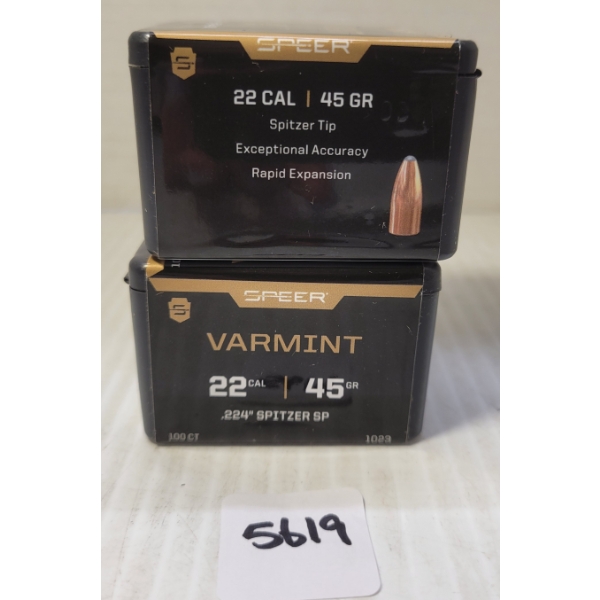 SPEER
22 CAL | 45 GR
Spitzer Tip
Exceptional Accuracy
Rapid Expansion
SPEER
VARMINT
22 CAL | 45 GR
.224" SPITZER SP
100 CT 1023
5619